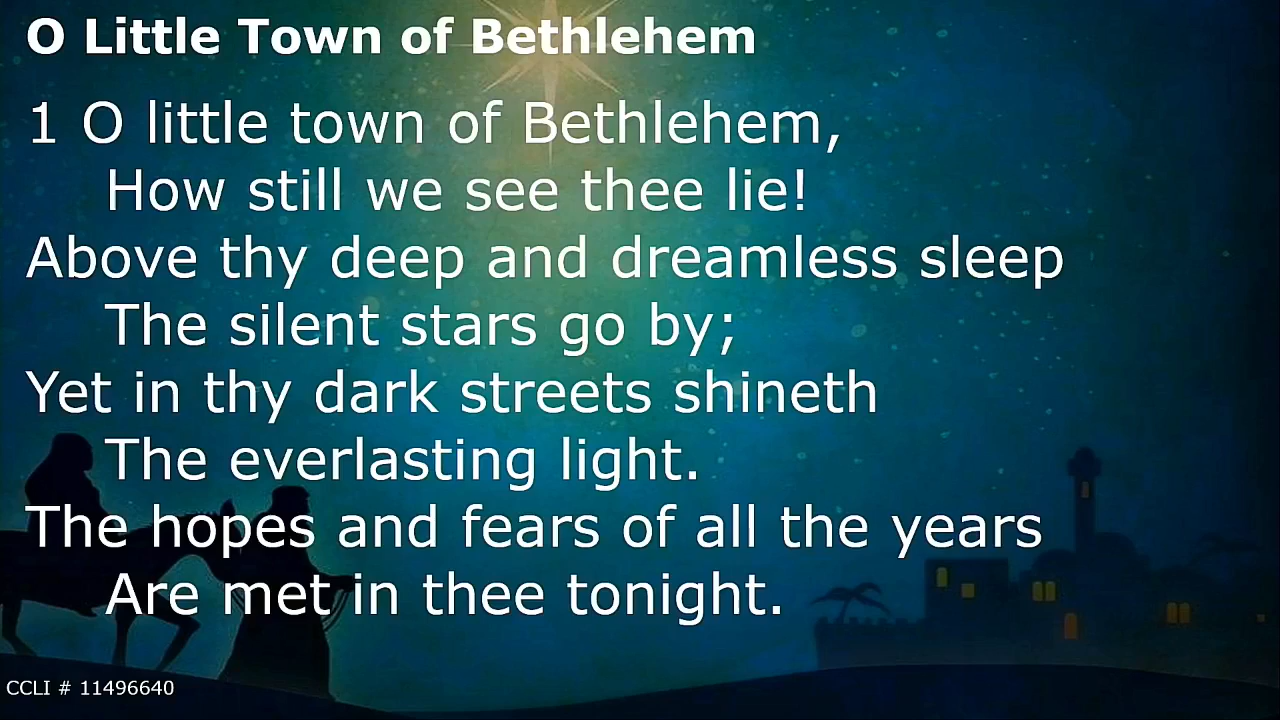 O Little Town of Bethlehem
1 O little town of Bethlehem,
How still we see thee lie!
Above thy deep and dreamless sleep
The silent stars go by;
Yet in thy dark streets shineth
The everlasting light.
The hopes and fears of all the years
Are met in thee tonight.
CCLI # 11496640